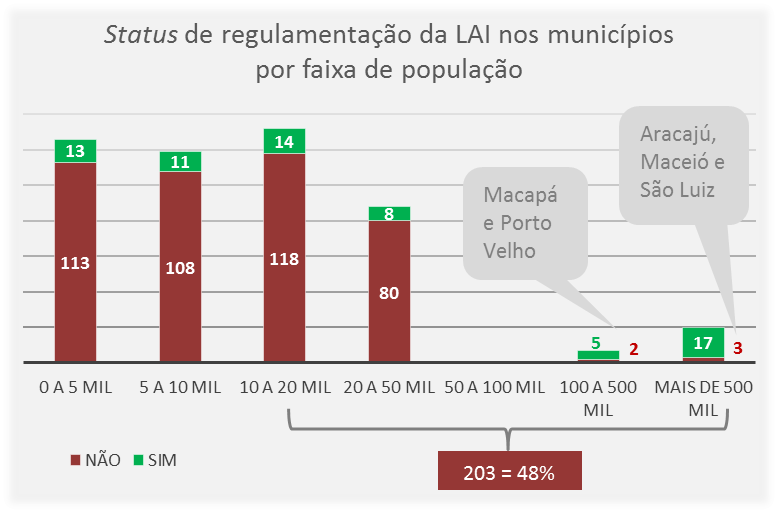 Status de regulamentação da LAI nos municípios
por faixa de população
Aracajú,
Maceió e
São Luiz
Macapá
e Porto
Velho
13
11
14
8
5
17
113
108
118
80
2
3
0 A 5 MIL
5 A 10 MIL
10 A 20 MIL
20 A 50 MIL
50 A 100 MIL
100 A 500
MIL
MAIS DE 500
MIL
NÃO
SIM
203 = 48%